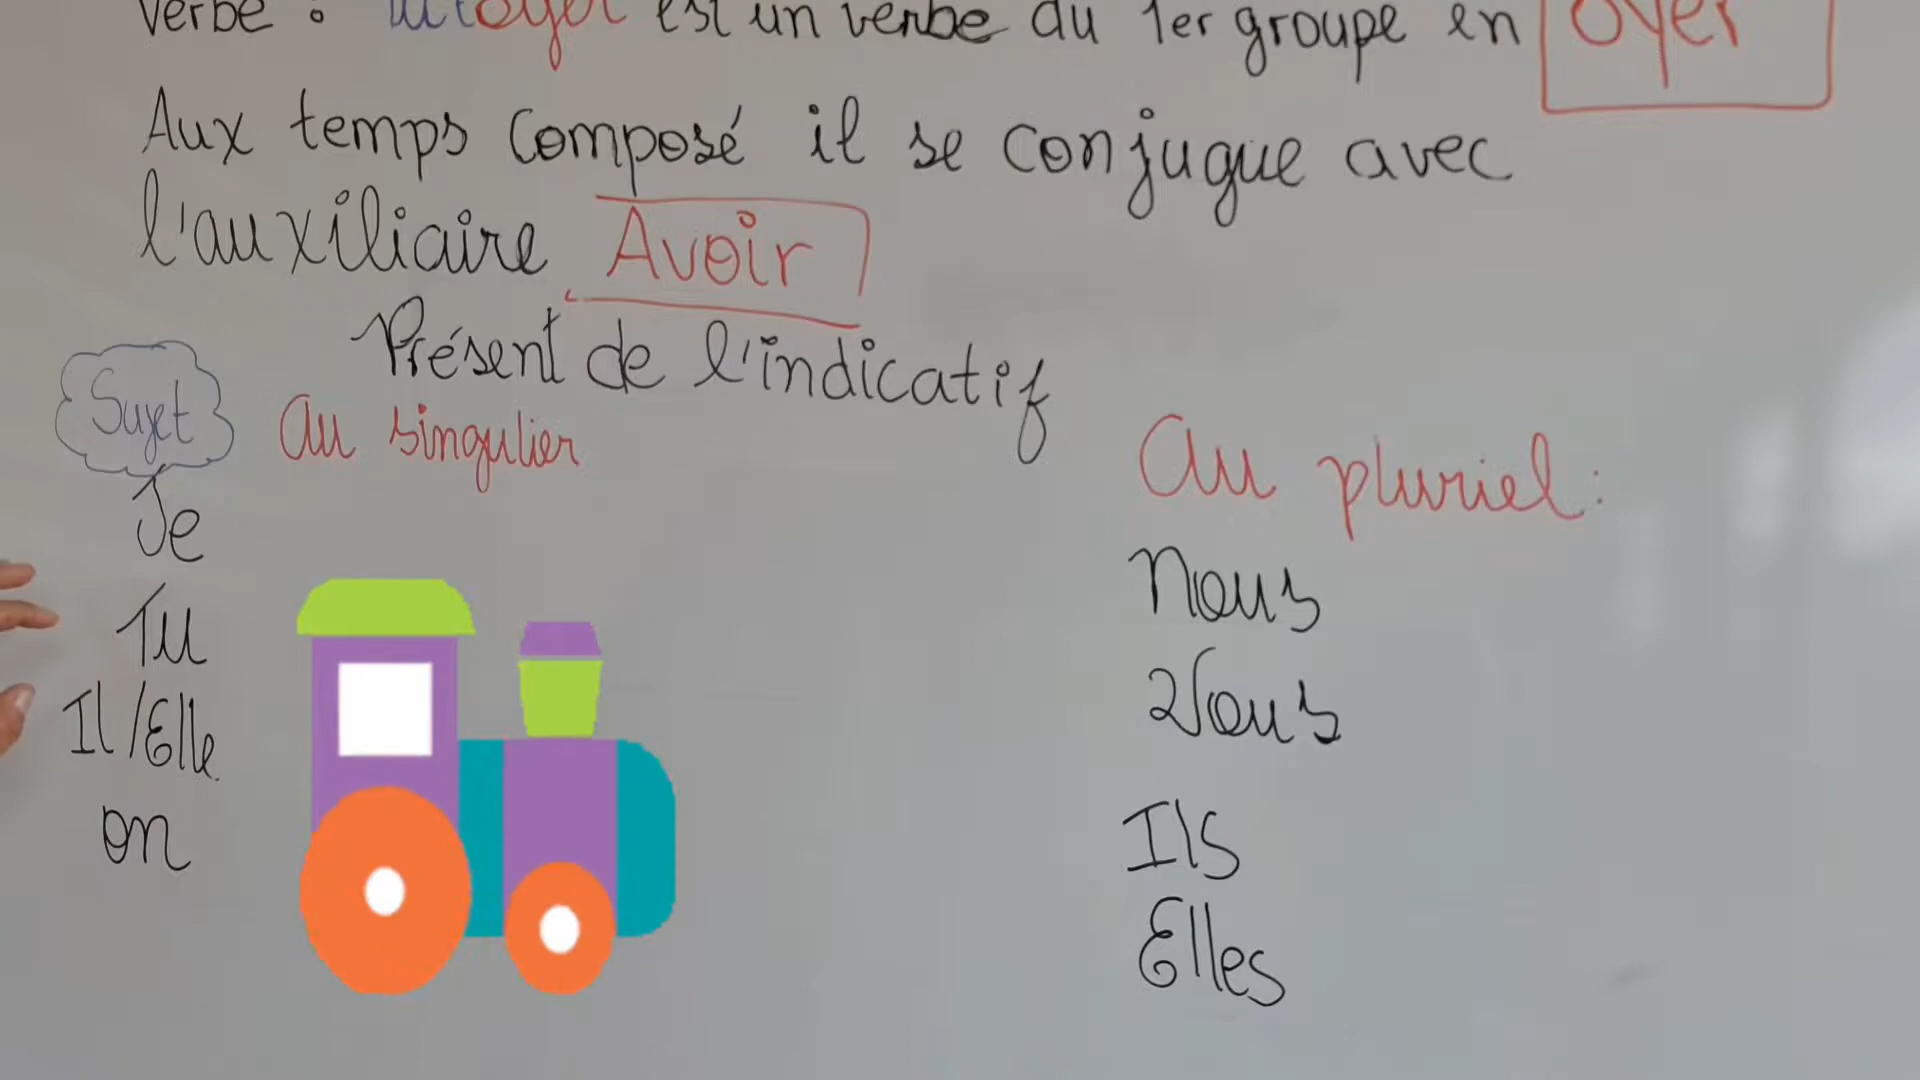 Verbe : tutoyer est un verbe du 1er groupe en oyer
Aux temps composé il se conjugue avec
l'auxiliaire Avoir
Présent de l'indicatif
Sujet
au singulier
Je
Tu
Il/Elle
on
au pluriel :
Nous
Vous
Ils
Elles